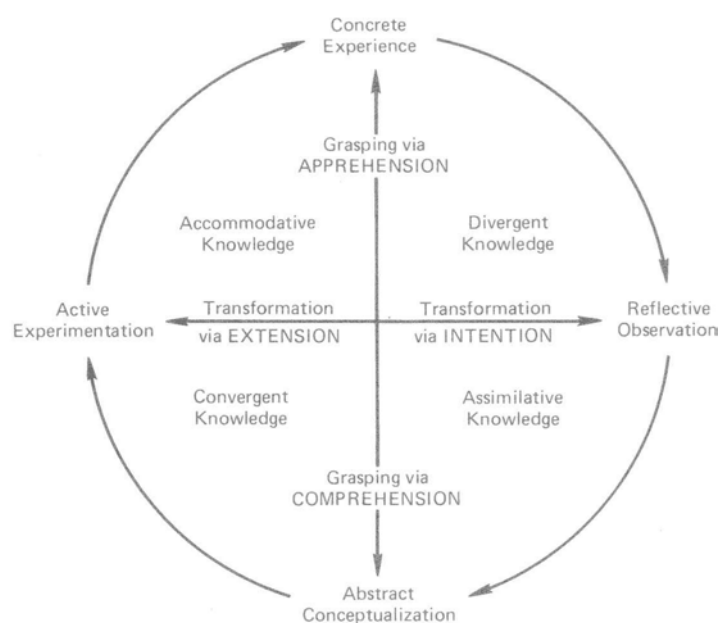 Concrete
Experience
Grasping via
APPREHENSION
Accommodative
Knowledge
Divergent
Knowledge
Active
Experimentation
Transformation
via EXTENSION
Transformation
via INTENTION
Reflective
Observation
Convergent
Knowledge
Assimilative
Knowledge
Grasping via
COMPREHENSION
Abstract
Conceptualization